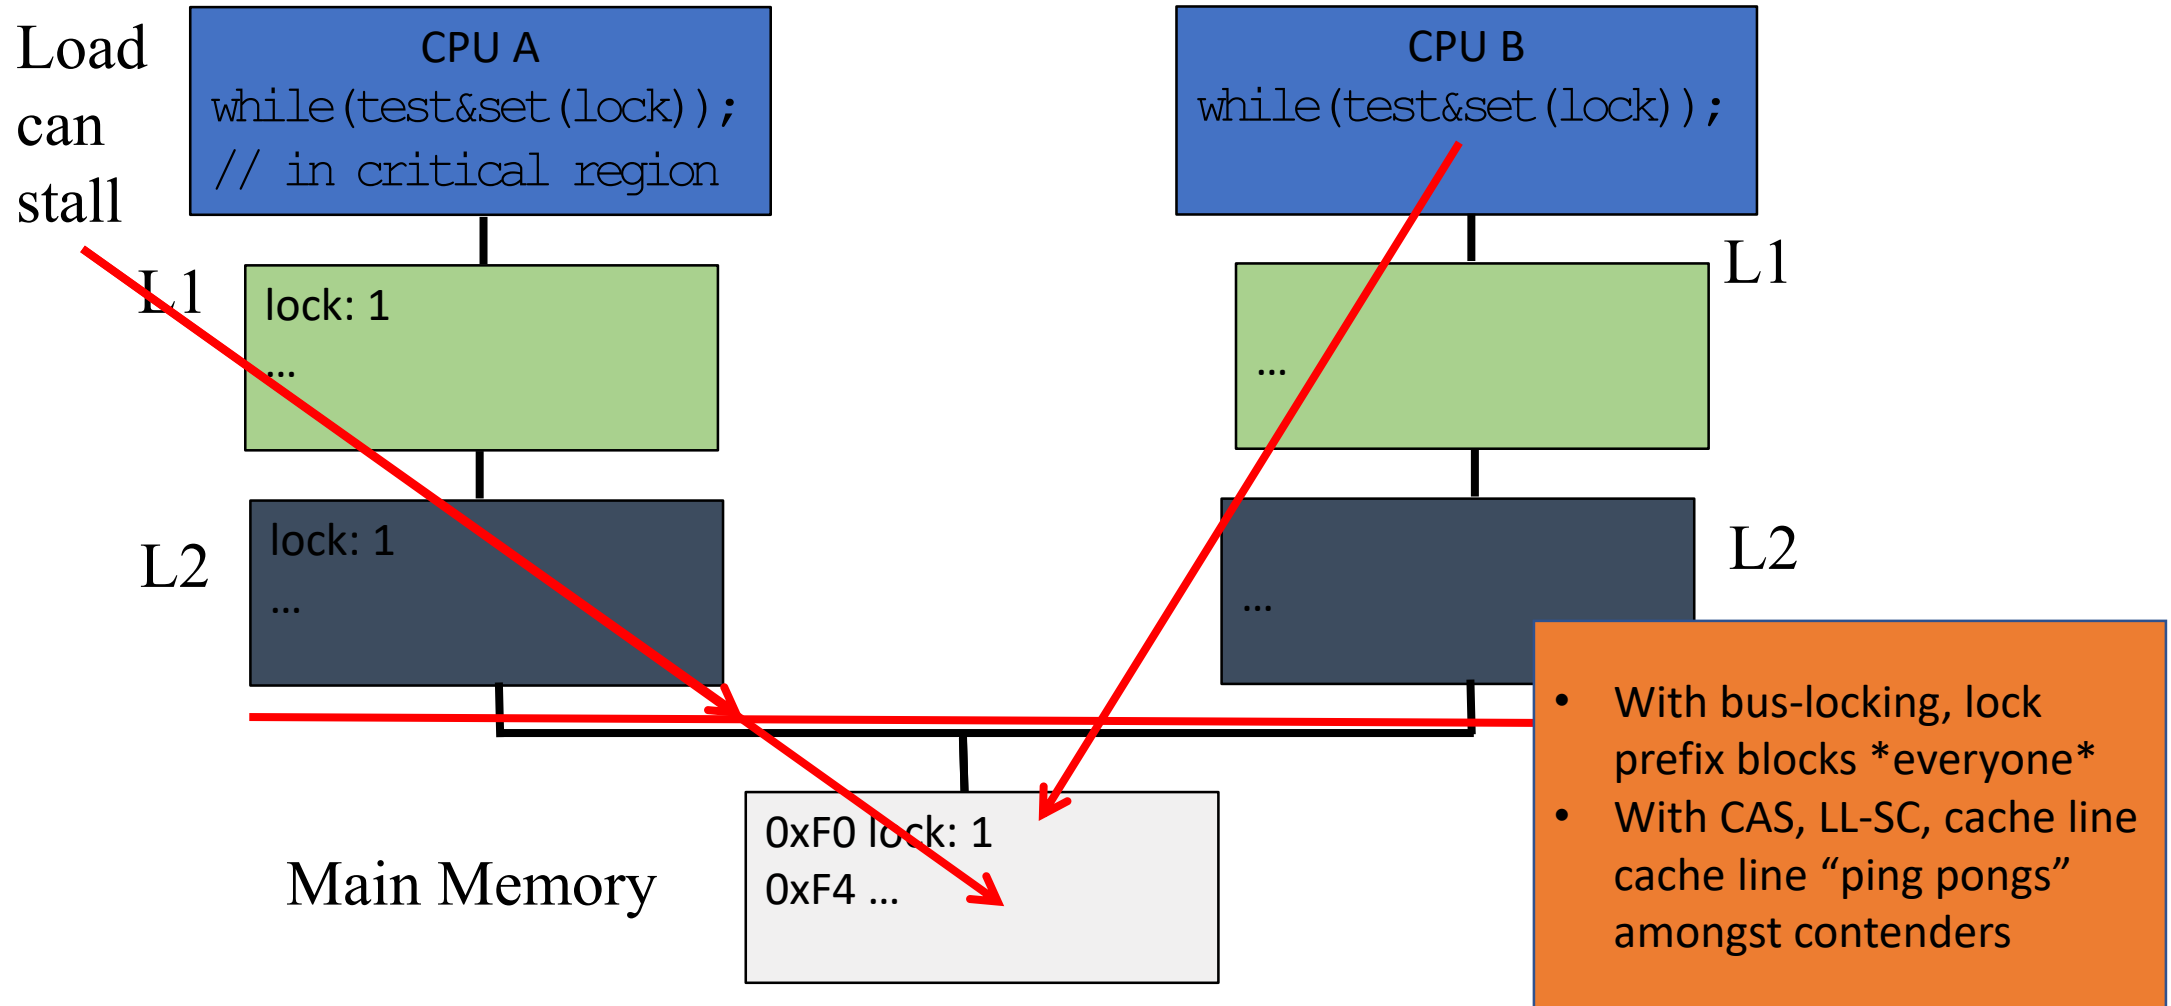 Load
can
stall
CPU A
while(test&set(lock));
// in critical region
CPU B
while(test&set(lock));
L1
lock: 1
...
L1
...
L2
lock: 1
...
L2
...
Main Memory
0xF0 lock: 1
0xF4 ...
• With bus-locking, lock
prefix blocks *everyone*
• With CAS, LL-SC, cache line
cache line “ping pongs”
amongst contenders